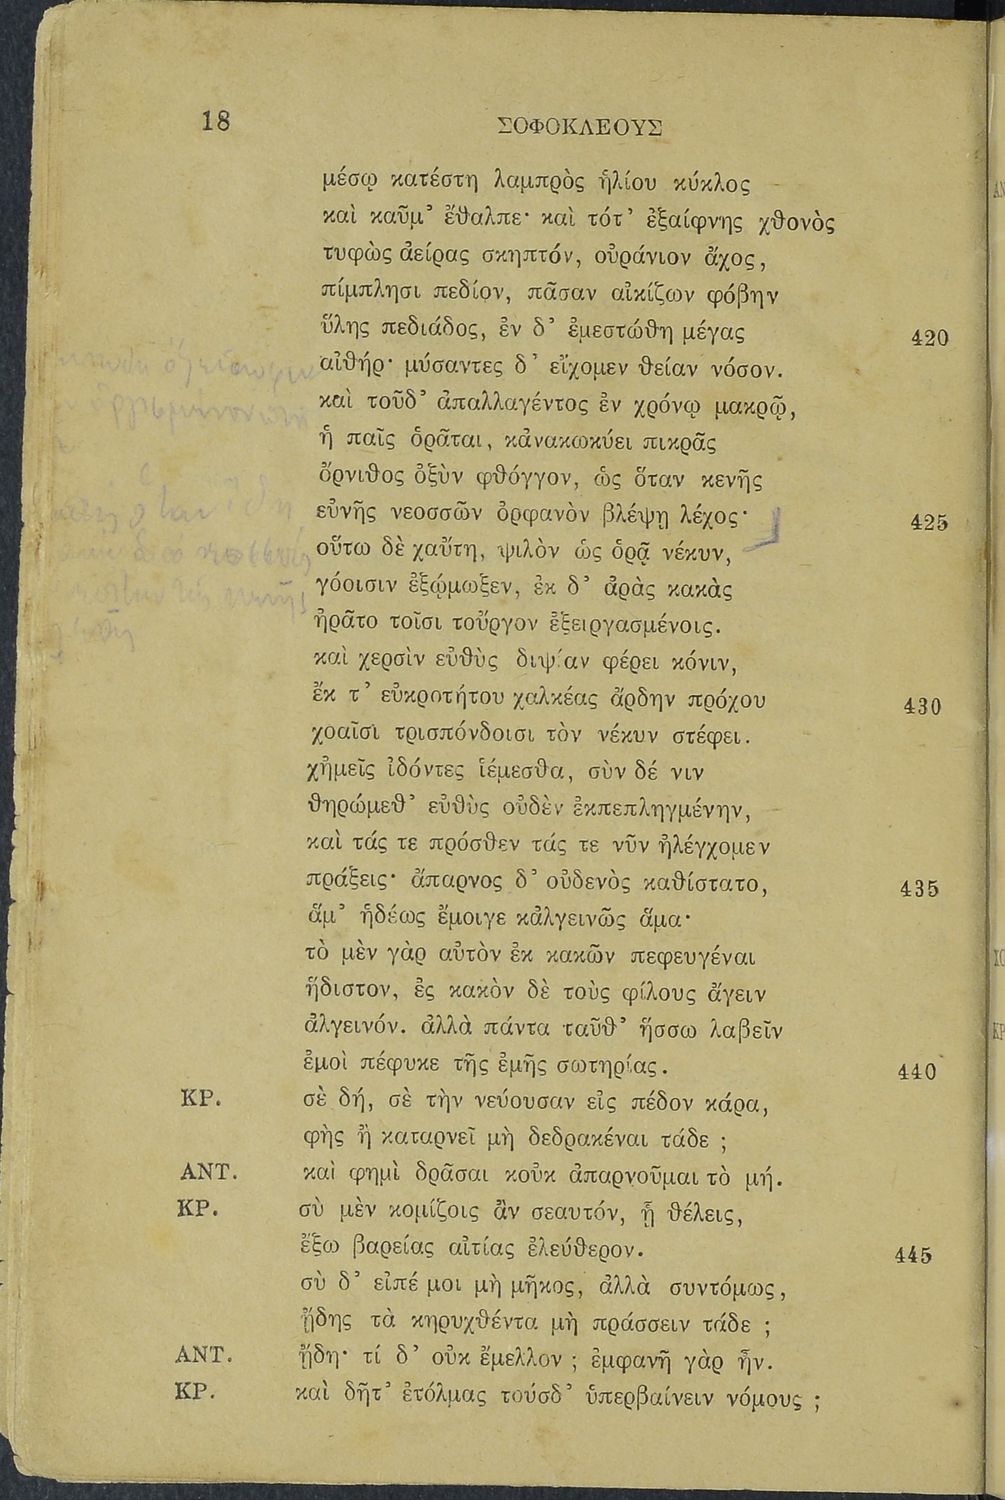 18
ΣΟΦΟΚΛΕΟΥΣ
μέσῳ κατέστη λαμπρὸς ἡλίου κύκλος
καὶ καῦμ᾽ ἔθαλπε· καὶ τότ᾽ ἐξαίφνης χθονὸς
τυφὼς ἀείρας σκηπτόν, οὐράνιον ἄχος,
πίμπλησι πεδίον, πᾶσαν αἰκίζων φόβην
ὕλης πεδιάδος, ἐν δ᾽ ἐμεστώθη μέγας 420
αἰθήρ· μύσαντες δ᾽ εἴχομεν θείαν νόσον.
καὶ τοῦδ᾽ ἀπαλλαγέντος ἐν χρόνῳ μακρῷ,
ἡ παῖς ὁρᾶται, κἀνακωκύει πικρᾶς
ὄρνιθος ὀξὺν φθόγγον, ὡς ὅταν κενῆς
εὐνῆς νεοσσῶν ὀρφανὸν βλέψῃ λέχος· 425
οὕτω δὲ χαὔτη, ψιλὸν ὡς ὁρᾷ νέκυν,
γόοισιν ἐξῴμωξεν, ἐκ δ᾽ ἀρὰς κακὰς
ἠρᾶτο τοῖσι τοὔργον ἐξειργασμένοις.
καὶ χερσὶν εὐθὺς διψίαν φέρει κόνιν,
ἔκ τ᾽ εὐκροτήτου χαλκέας ἄρδην πρόχου 430
χοαῖσι τρισπόνδοισι τὸν νέκυν στέφει.
χἠμεῖς ἰδόντες ἱέμεσθα, σὺν δέ νιν
θηρώμεθ᾽ εὐθὺς οὐδὲν ἐκπεπληγμένην,
καὶ τάς τε πρόσθεν τάς τε νῦν ἠλέγχομεν
πράξεις· ἄπαρνος δ᾽ οὐδενὸς καθίστατο, 435
ἅμ᾽ ἡδέως ἔμοιγε κἀλγεινῶς ἅμα·
τὸ μὲν γὰρ αὐτὸν ἐκ κακῶν πεφευγέναι
ἥδιστον, ἐς κακὸν δὲ τοὺς φίλους ἄγειν
ἀλγεινόν. ἀλλὰ πάντα ταῦθ᾽ ἥσσω λαβεῖν
ἐμοὶ πέφυκε τῆς ἐμῆς σωτηρίας. 440
ΚΡ. σὲ δή, σὲ τὴν νεύουσαν εἰς πέδον κάρα,
φὴς ἢ καταρνεῖ μὴ δεδρακέναι τάδε ;
ΑΝΤ. καὶ φημὶ δρᾶσαι κοὐκ ἀπαρνοῦμαι τὸ μή.
ΚΡ. σὺ μὲν κομίζοις ἂν σεαυτόν, ᾗ θέλεις,
ἔξω βαρείας αἰτίας ἐλεύθερον. 445
σὺ δ᾽ εἰπέ μοι μὴ μῆκος, ἀλλὰ συντόμως,
ᾔδης τὰ κηρυχθέντα μὴ πράσσειν τάδε ;
ΑΝΤ. ᾔδη· τί δ᾽ οὐκ ἔμελλον ; ἐμφανῆ γὰρ ἦν.
ΚΡ. καὶ δῆτ᾽ ἐτόλμας τούσδ᾽ ὑπερβαίνειν νόμους ;